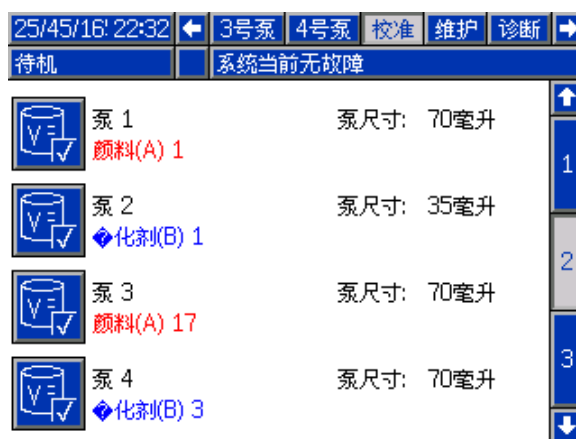 25/45/16! 22:32 3号泵 4号泵 校准 维护 诊断
待机 系统当前无故障
泵 1 泵尺寸: 70毫升
颜料(A) 1
1
泵 2 泵尺寸: 35毫升
�化剂(B) 1
2
泵 3 泵尺寸: 70毫升
颜料(A) 17
3
泵 4 泵尺寸: 70毫升
�化剂(B) 3